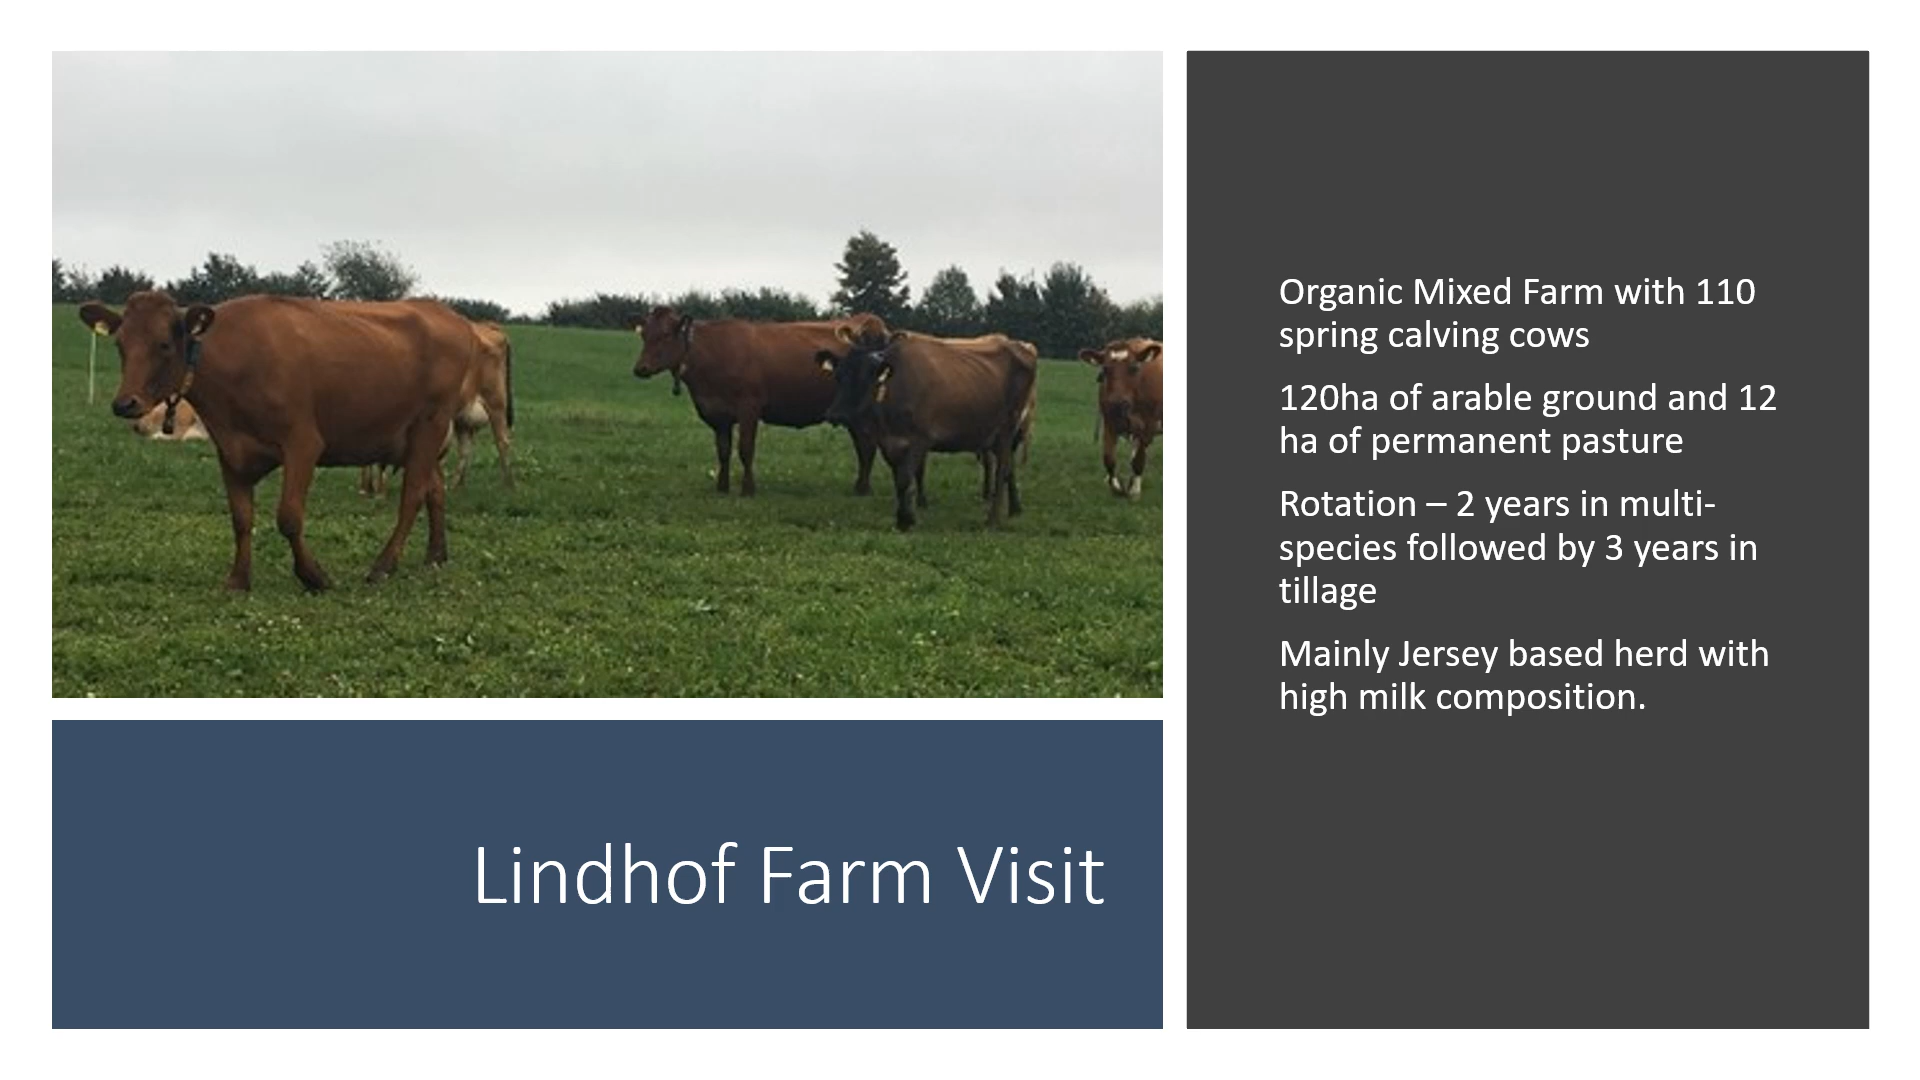 Organic Mixed Farm with 110
spring calving cows
120ha of arable ground and 12
ha of permanent pasture
Rotation – 2 years in multi-
species followed by 3 years in
tillage
Mainly Jersey based herd with
high milk composition.
Lindhof Farm Visit